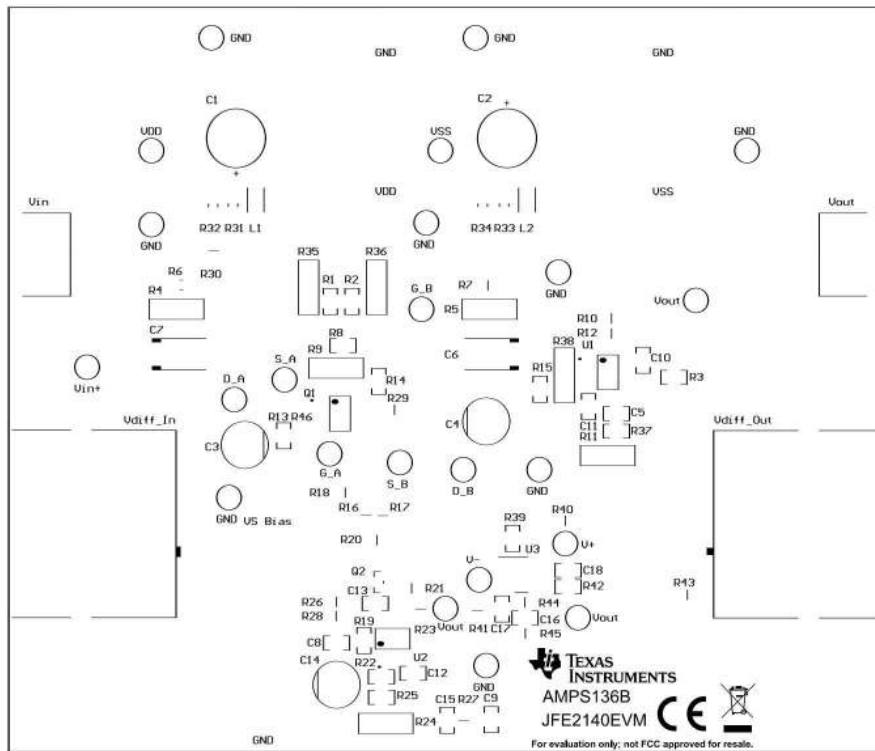 GND
GND
GND
GND
C1
C2
+
VDD
VSS
GND
+
Vin
VDD
VSS
Vout
R32 R31 L1
R34 R33 L2
GND
GND
R35
R36
R6
R30
R4
R1 R2
G_B
R7
GND
Vout
R5
R10
R12
C7
R8
R9
C6
R38
U1
C10
S_A
R15
R3
Vin+
D_A
Q1
R14
R29
Vdiff_In
R13 R46
C4
C5
Vdiff_Out
C3
C11
R37
R11
G_A
S_B
D_B
GND
R18
GND
VS Bias
R16
R17
R39
R40
R20
V+
U3
V-
Q2
C18
C13
R42
R43
R21
R26
R44
R28
Vout
C16
Vout
R19
R23
R41
C17
R45
C8
R22
U2
C14
C12
GND
TEXAS
INSTRUMENTS
R25
AMPS136B
C15 R27 C9
R24
JFE2140EVM
CE
GND
For evaluation only; not FCC approved for resale.